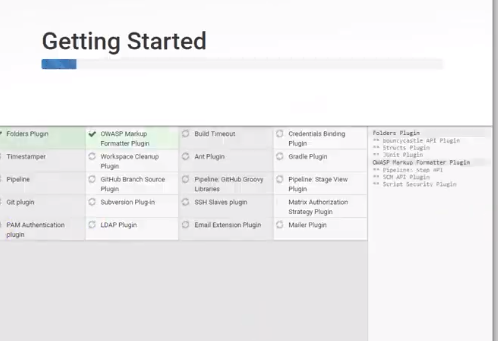 Getting Started
Folders Plugin
OWASP Markup
Formatter Plugin
Build Timeout
Credentials Binding
Plugin
Timestamper
Workspace Cleanup
Plugin
Ant Plugin
Gradle Plugin
Pipeline
GitHub Branch Source
Plugin
Pipeline: GitHub Groovy
Libraries
Pipeline: Stage View
Plugin
Git plugin
Subversion Plug-in
SSH Slaves plugin
Matrix Authorization
Strategy Plugin
PAM Authentication
plugin
LDAP Plugin
Email Extension Plugin
Mailer Plugin
Folders Plugin
** bouncycastle API Plugin
** Structs Plugin
** JUnit Plugin
OWASP Markup Formatter Plugin
** Pipeline: Step API
** SCM API Plugin
** Script Security Plugin